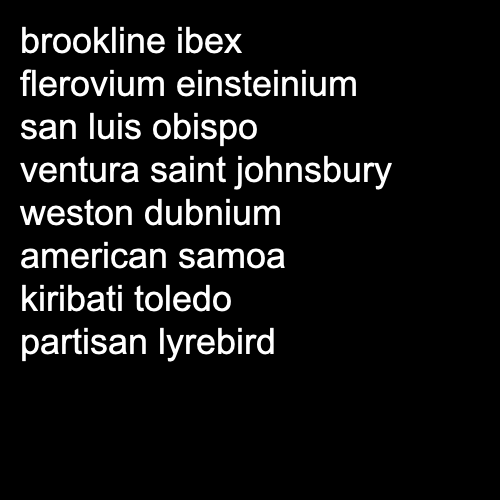 brookline ibex
flerovium einsteinium
san luis obispo
ventura saint johnsbury
weston dubnium
american samoa
kiribati toledo
partisan lyrebird